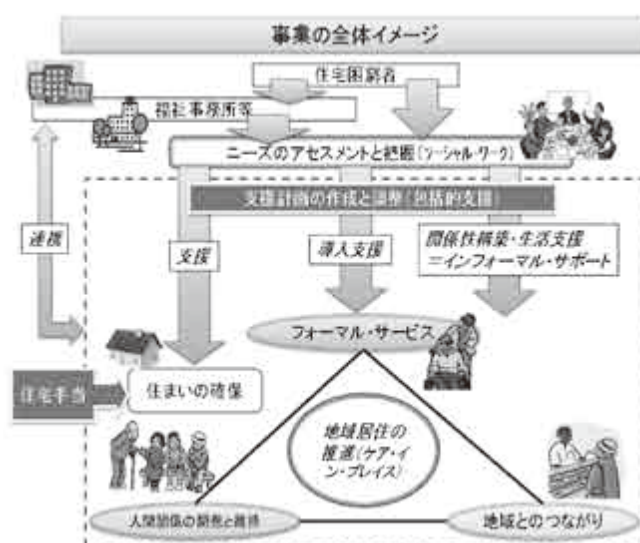 事業の全体イメージ
住宅困窮者
福祉事務所等
ニーズのアセスメントと把握(ソーシャル・ワーク)
支援計画の作成と調整(包括的支援)
連携
支援
導入支援
関係性構築・生活支援
=インフォーマル・サポート
フォーマル・サービス
住宅手当
住まいの確保
地域居住の
推進(ケア・イ
ン・プレイス)
人間関係の開発と維持
地域とのつながり